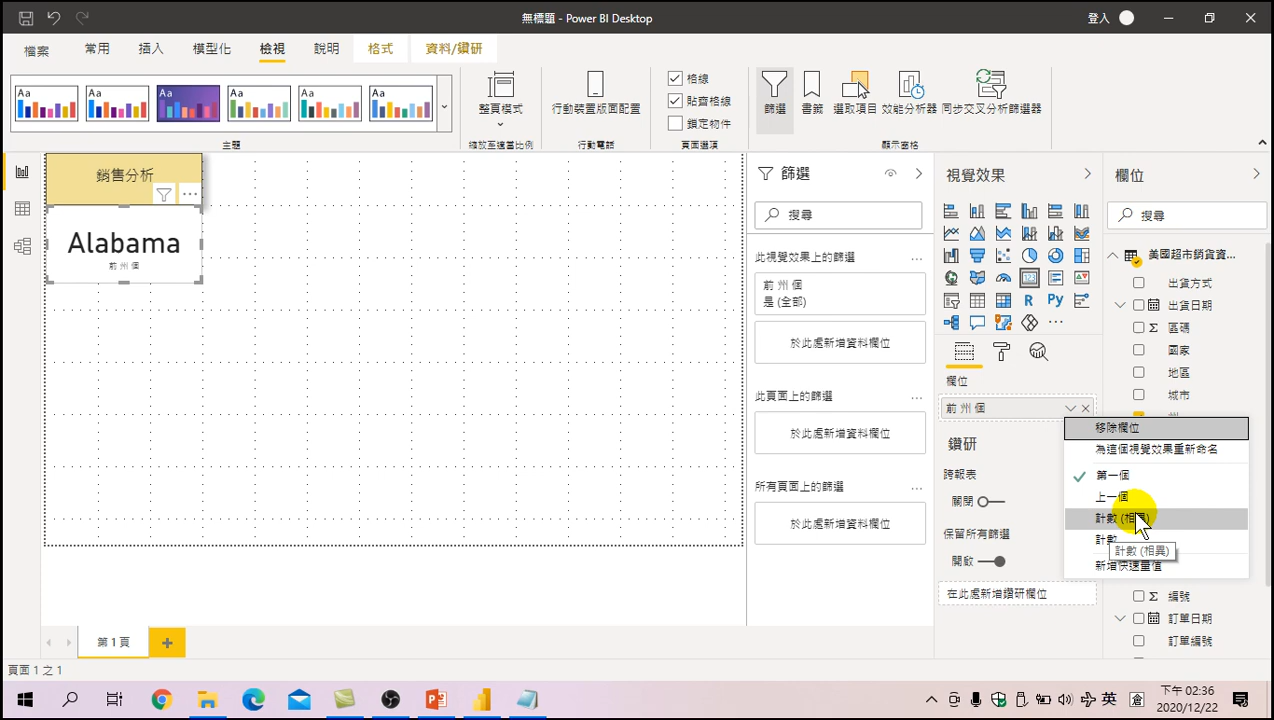 無標題 - Power BI Desktop
登入
檔案
常用
插入
模型化
檢視
說明
格式
資料/鑽研
Aa
Aa
Aa
Aa
Aa
Aa
主題
整頁模式
縮放至適當比例
行動裝置版面配置
行動電話
格線
貼齊格線
鎖定物件
頁面選項
篩選
書籤
選取項目
效能分析器
同步交叉分析篩選器
顯示窗格
銷售分析
Alabama
前 州 個
篩選
搜尋
此視覺效果上的篩選
前 州 個
是 (全部)
於此處新增資料欄位
此頁面上的篩選
於此處新增資料欄位
所有頁面上的篩選
於此處新增資料欄位
視覺效果
123
R
Py
欄位
前 州 個
鑽研
跨報表
關閉
保留所有篩選
開啟
在此處新增鑽研欄位
移除欄位
為這個視覺效果重新命名
第一個
上一個
計數 (相異)
計數
計數 (相異)
新增快速量值
欄位
搜尋
美國超市銷貨資...
出貨方式
出貨日期
區碼
國家
地區
城市
編號
訂單日期
訂單編號
第 1 頁
頁面 1 之 1
英
倉
下午 02:36
2020/12/22